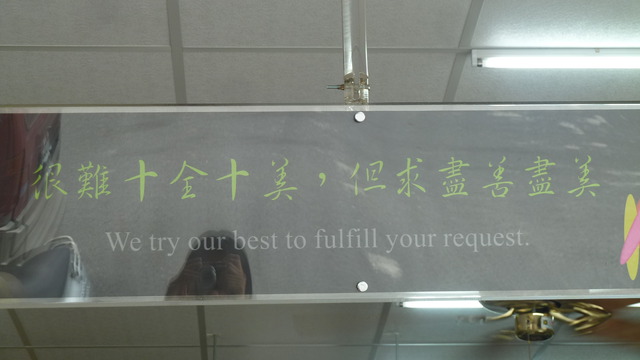 很難十全十美，但求盡善盡美
We try our best to fulfill your request.